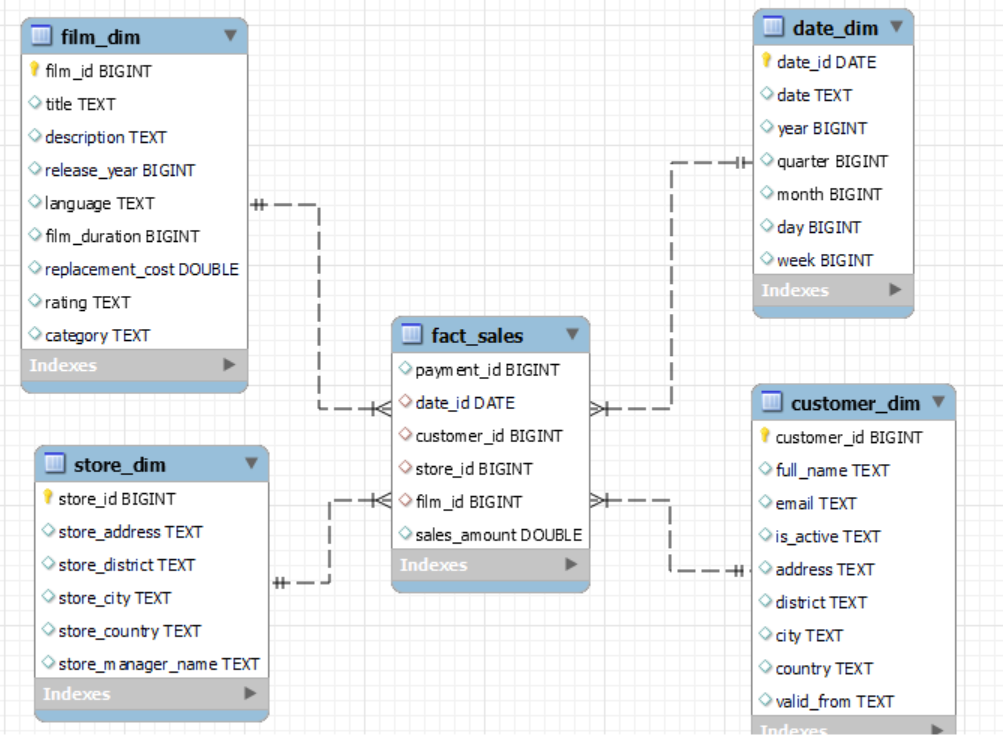 film_dim
film_id BIGINT
title TEXT
description TEXT
release_year BIGINT
language TEXT
film_duration BIGINT
replacement_cost DOUBLE
rating TEXT
category TEXT
Indexes
date_dim
date_id DATE
date TEXT
year BIGINT
quarter BIGINT
month BIGINT
day BIGINT
week BIGINT
Indexes
fact_sales
payment_id BIGINT
date_id DATE
customer_id BIGINT
store_id BIGINT
film_id BIGINT
sales_amount DOUBLE
Indexes
store_dim
store_id BIGINT
store_address TEXT
store_district TEXT
store_city TEXT
store_country TEXT
store_manager_name TEXT
Indexes
customer_dim
customer_id BIGINT
full_name TEXT
email TEXT
is_active TEXT
address TEXT
district TEXT
city TEXT
country TEXT
valid_from TEXT
Indexes